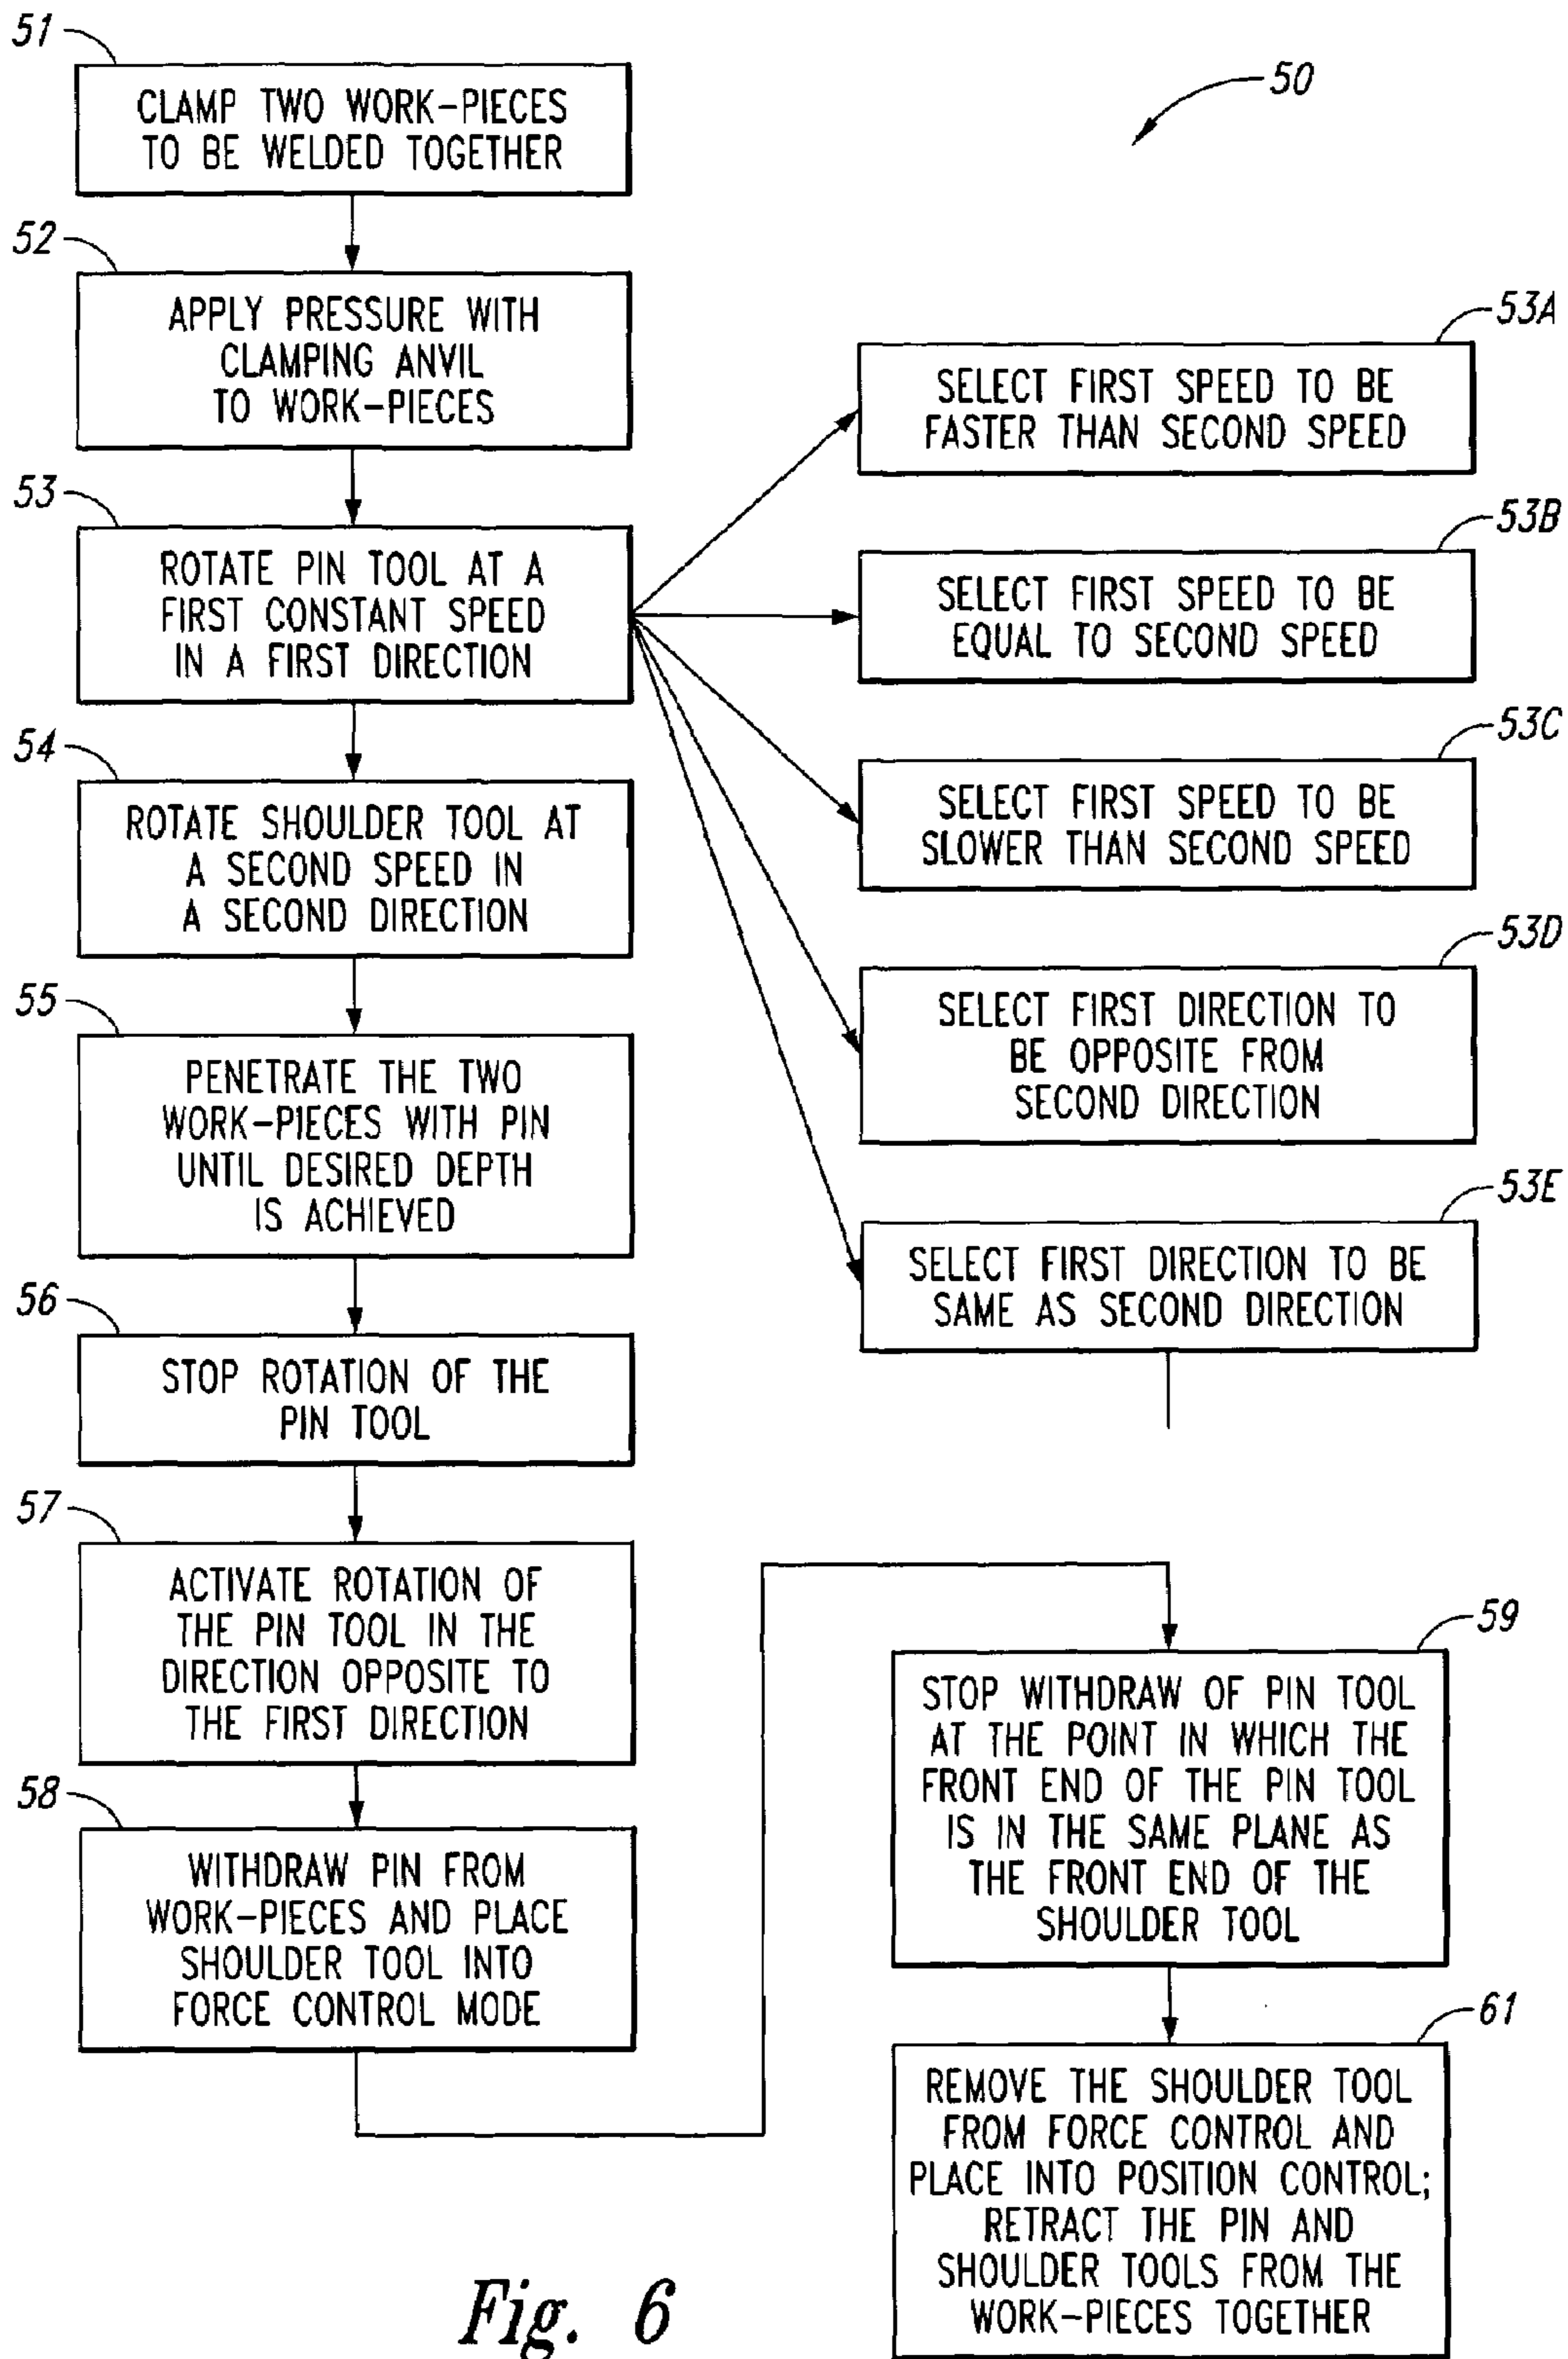 51
CLAMP TWO WORK-PIECES
TO BE WELDED TOGETHER
50
52
APPLY PRESSURE WITH
CLAMPING ANVIL
TO WORK-PIECES
53
ROTATE PIN TOOL AT A
FIRST CONSTANT SPEED
IN A FIRST DIRECTION
53A
SELECT FIRST SPEED TO BE
FASTER THAN SECOND SPEED
53B
SELECT FIRST SPEED TO BE
EQUAL TO SECOND SPEED
53C
SELECT FIRST SPEED TO BE
SLOWER THAN SECOND SPEED
53D
SELECT FIRST DIRECTION TO
BE OPPOSITE FROM
SECOND DIRECTION
53E
SELECT FIRST DIRECTION TO BE
SAME AS SECOND DIRECTION
54
ROTATE SHOULDER TOOL AT
A SECOND SPEED IN
A SECOND DIRECTION
55
PENETRATE THE TWO
WORK-PIECES WITH PIN
UNTIL DESIRED DEPTH
IS ACHIEVED
56
STOP ROTATION OF THE
PIN TOOL
57
ACTIVATE ROTATION OF
THE PIN TOOL IN THE
DIRECTION OPPOSITE TO
THE FIRST DIRECTION
58
WITHDRAW PIN FROM
WORK-PIECES AND PLACE
SHOULDER TOOL INTO
FORCE CONTROL MODE
59
STOP WITHDRAW OF PIN TOOL
AT THE POINT IN WHICH THE
FRONT END OF THE PIN TOOL
IS IN THE SAME PLANE AS
THE FRONT END OF THE
SHOULDER TOOL
61
REMOVE THE SHOULDER TOOL
FROM FORCE CONTROL AND
PLACE INTO POSITION CONTROL;
RETRACT THE PIN AND
SHOULDER TOOLS FROM THE
WORK-PIECES TOGETHER
Fig. 6